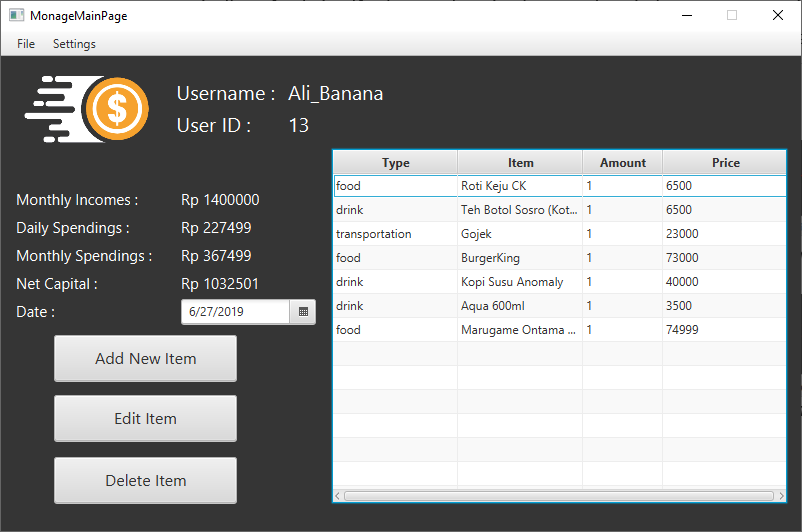 MonageMainPage
File Settings
$
Username : Ali_Banana
User ID : 13
Monthly Incomes : Rp 1400000
Daily Spendings : Rp 227499
Monthly Spendings : Rp 367499
Net Capital : Rp 1032501
Date : 6/27/2019
Add New Item
Edit Item
Delete Item
Type Item Amount Price
food Roti Keju CK 1 6500
drink Teh Botol Sosro (Kot... 1 6500
transportation Gojek 1 23000
food BurgerKing 1 73000
drink Kopi Susu Anomaly 1 40000
drink Aqua 600ml 1 3500
food Marugame Ontama ... 1 74999